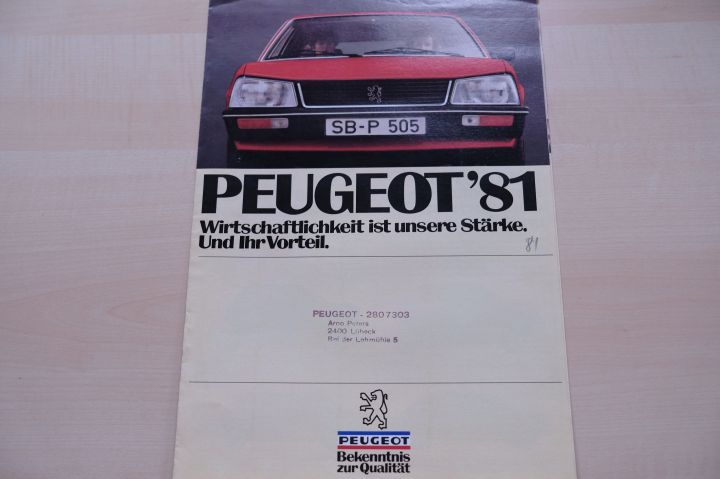 SB-P 505
PEUGEOT '81
Wirtschaftlichkeit ist unsere Stärke.
Und Ihr Vorteil.
81
PEUGEOT - 2807303
Arno Peters
2400 Lübeck
Bei der Lohmühle 5
PEUGEOT
Bekenntnis
zur Qualität